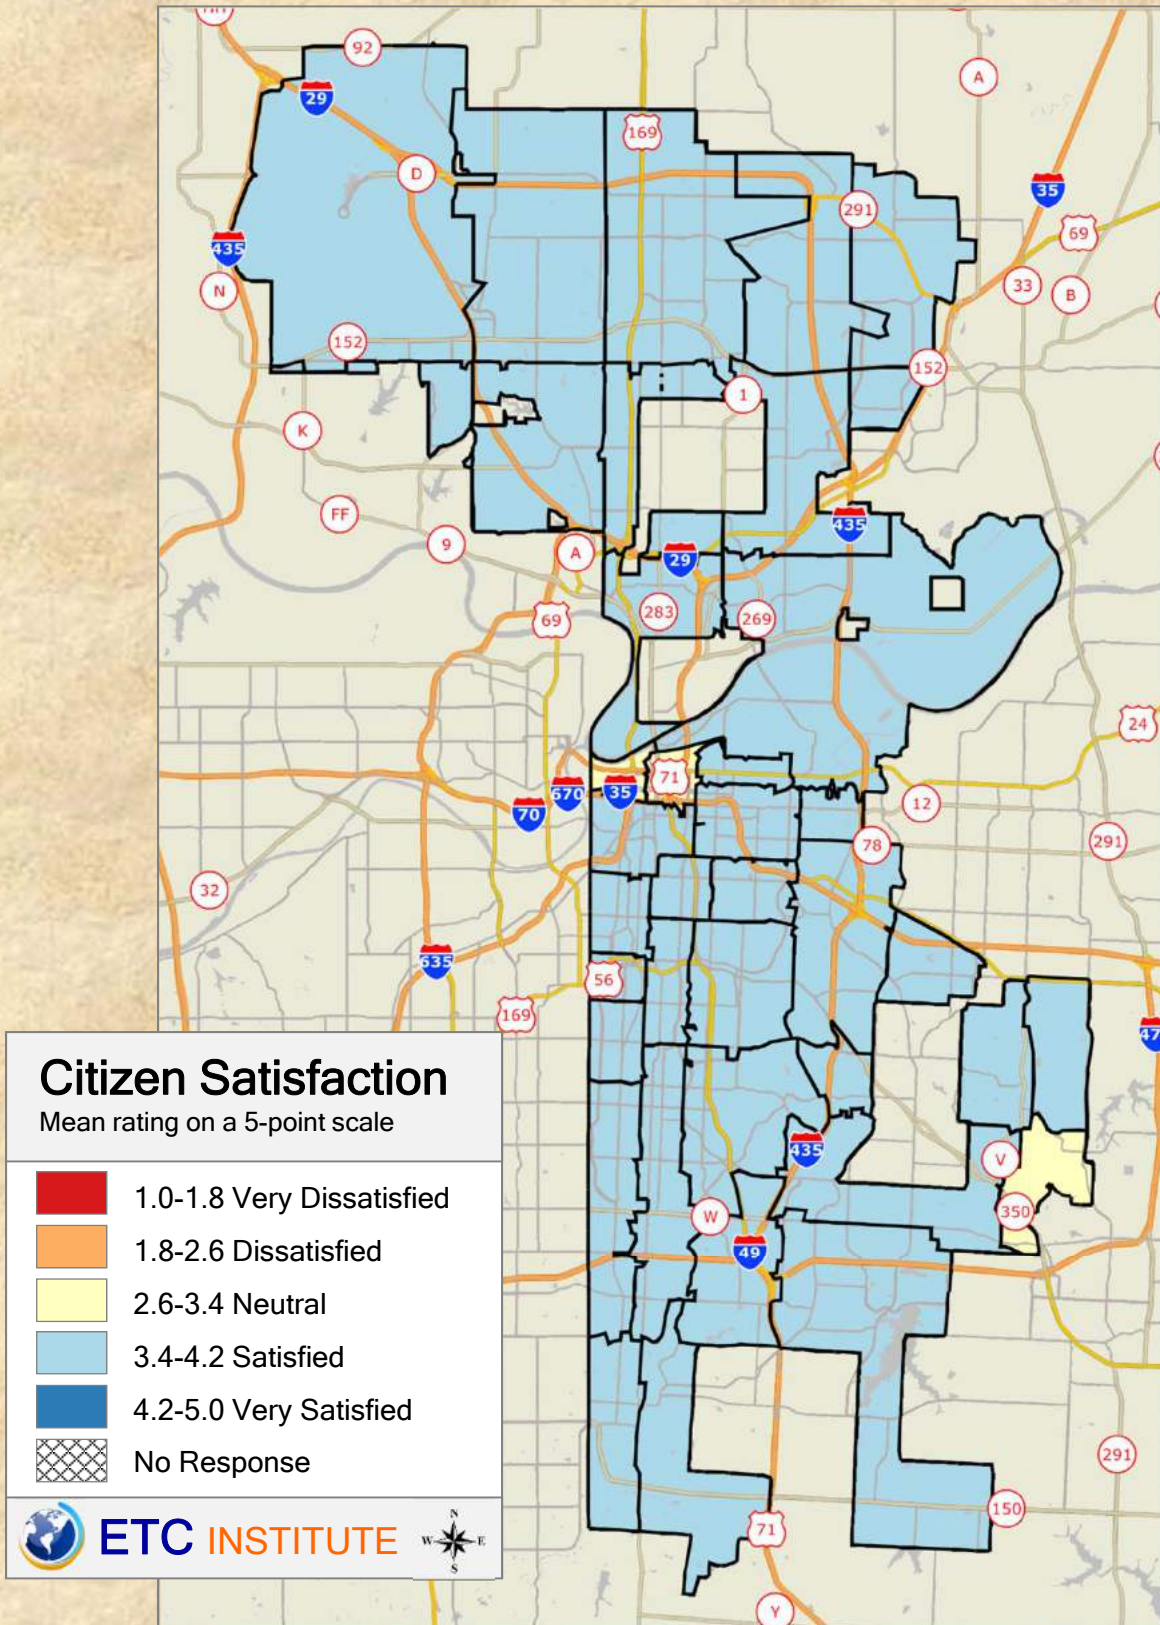 92
A
29
169
D
35
291
69
435
N
33
B
152
152
1
K
FF
435
9
A
29
283
269
69
24
71
670
35
70
12
78
291
32
635
56
169
47
435
V
W
350
49
291
150
71
Y
Citizen Satisfaction
Mean rating on a 5-point scale
1.0-1.8 Very Dissatisfied
1.8-2.6 Dissatisfied
2.6-3.4 Neutral
3.4-4.2 Satisfied
4.2-5.0 Very Satisfied
No Response
ETC INSTITUTE
N
W E
S